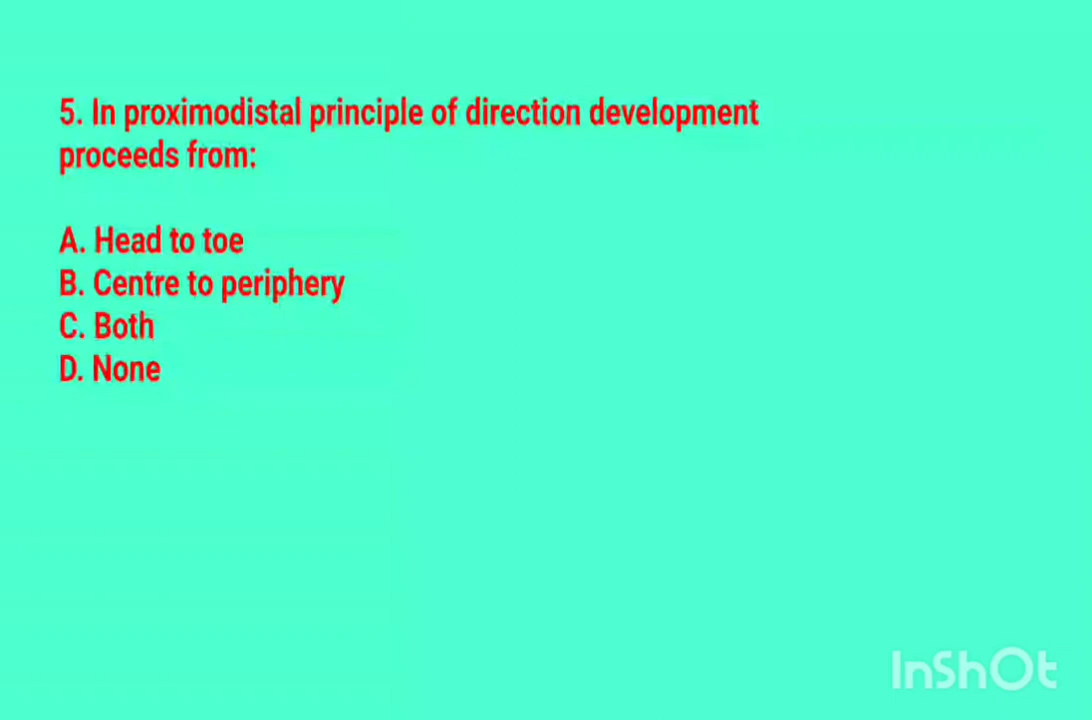 5. In proximodistal principle of direction development
proceeds from:
A. Head to toe
B. Centre to periphery
C. Both
D. None
InShOt